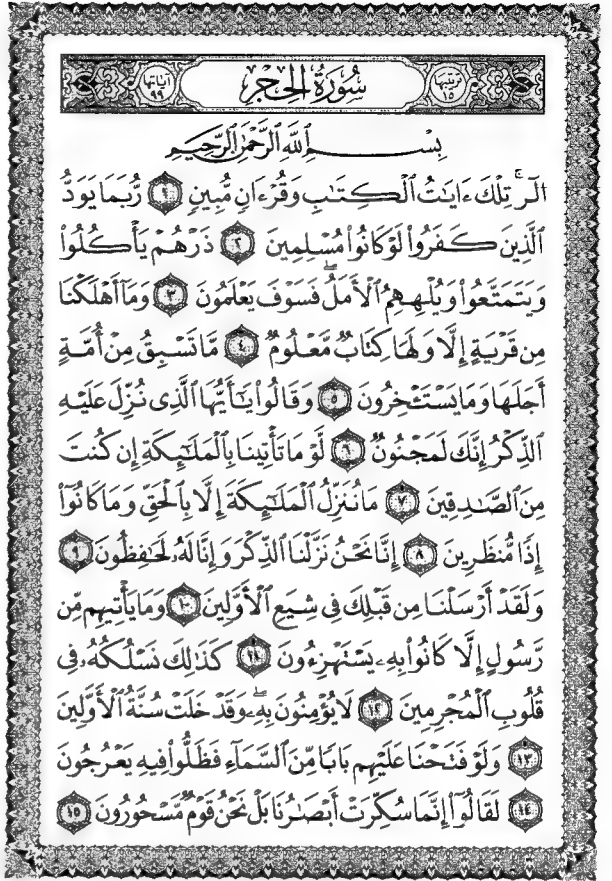 ترتيبها ١٥ سُورَةُ الحِجْرِ آياتها ٩٩
بِسْمِ ٱللَّهِ ٱلرَّحْمَٰنِ ٱلرَّحِيمِ
الٓرۚ تِلْكَ ءَايَٰتُ ٱلْكِتَٰبِ وَقُرْءَانٖ مُّبِينٖ ١ رُّبَمَا يَوَدُّ
ٱلَّذِينَ كَفَرُواْ لَوْ كَانُواْ مُسْلِمِينَ ٢ ذَرْهُمْ يَأْكُلُواْ
وَيَتَمَتَّعُواْ وَيُلْهِهِمُ ٱلْأَمَلُۖ فَسَوْفَ يَعْلَمُونَ ٣ وَمَآ أَهْلَكْنَا
مِن قَرْيَةٍ إِلَّا وَلَهَا كِتَابٞ مَّعْلُومٞ ٤ مَّا تَسْبِقُ مِنْ أُمَّةٍ
أَجَلَهَا وَمَا يَسْتَـْٔخِرُونَ ٥ وَقَالُواْ يَٰٓأَيُّهَا ٱلَّذِي نُزِّلَ عَلَيْهِ
ٱلذِّكْرُ إِنَّكَ لَمَجْنُونٞ ٦ لَّوْ مَا تَأْتِينَا بِٱلْمَلَٰٓئِكَةِ إِن كُنتَ
مِنَ ٱلصَّٰدِقِينَ ٧ مَا نُنَزِّلُ ٱلْمَلَٰٓئِكَةَ إِلَّا بِٱلْحَقِّ وَمَا كَانُوٓاْ
إِذٗا مُّنظَرِينَ ٨ إِنَّا نَحْنُ نَزَّلْنَا ٱلذِّكْرَ وَإِنَّا لَهُۥ لَحَٰفِظُونَ ٩
وَلَقَدْ أَرْسَلْنَا مِن قَبْلِكَ فِي شِيَعِ ٱلْأَوَّلِينَ ١٠ وَمَا يَأْتِيهِم مِّن
رَّسُولٍ إِلَّا كَانُواْ بِهِۦ يَسْتَهْزِءُونَ ١١ كَذَٰلِكَ نَسْلُكُهُۥ فِي
قُلُوبِ ٱلْمُجْرِمِينَ ١٢ لَا يُؤْمِنُونَ بِهِۦۖ وَقَدْ خَلَتْ سُنَّةُ ٱلْأَوَّلِينَ
١٣ وَلَوْ فَتَحْنَا عَلَيْهِم بَابٗا مِّنَ ٱلسَّمَآءِ فَظَلُّواْ فِيهِ يَعْرُجُونَ
١٤ لَقَالُوٓاْ إِنَّمَا سُكِّرَتْ أَبْصَٰرُنَا بَلْ نَحْنُ قَوْمٞ مَّسْحُورُونَ ١٥